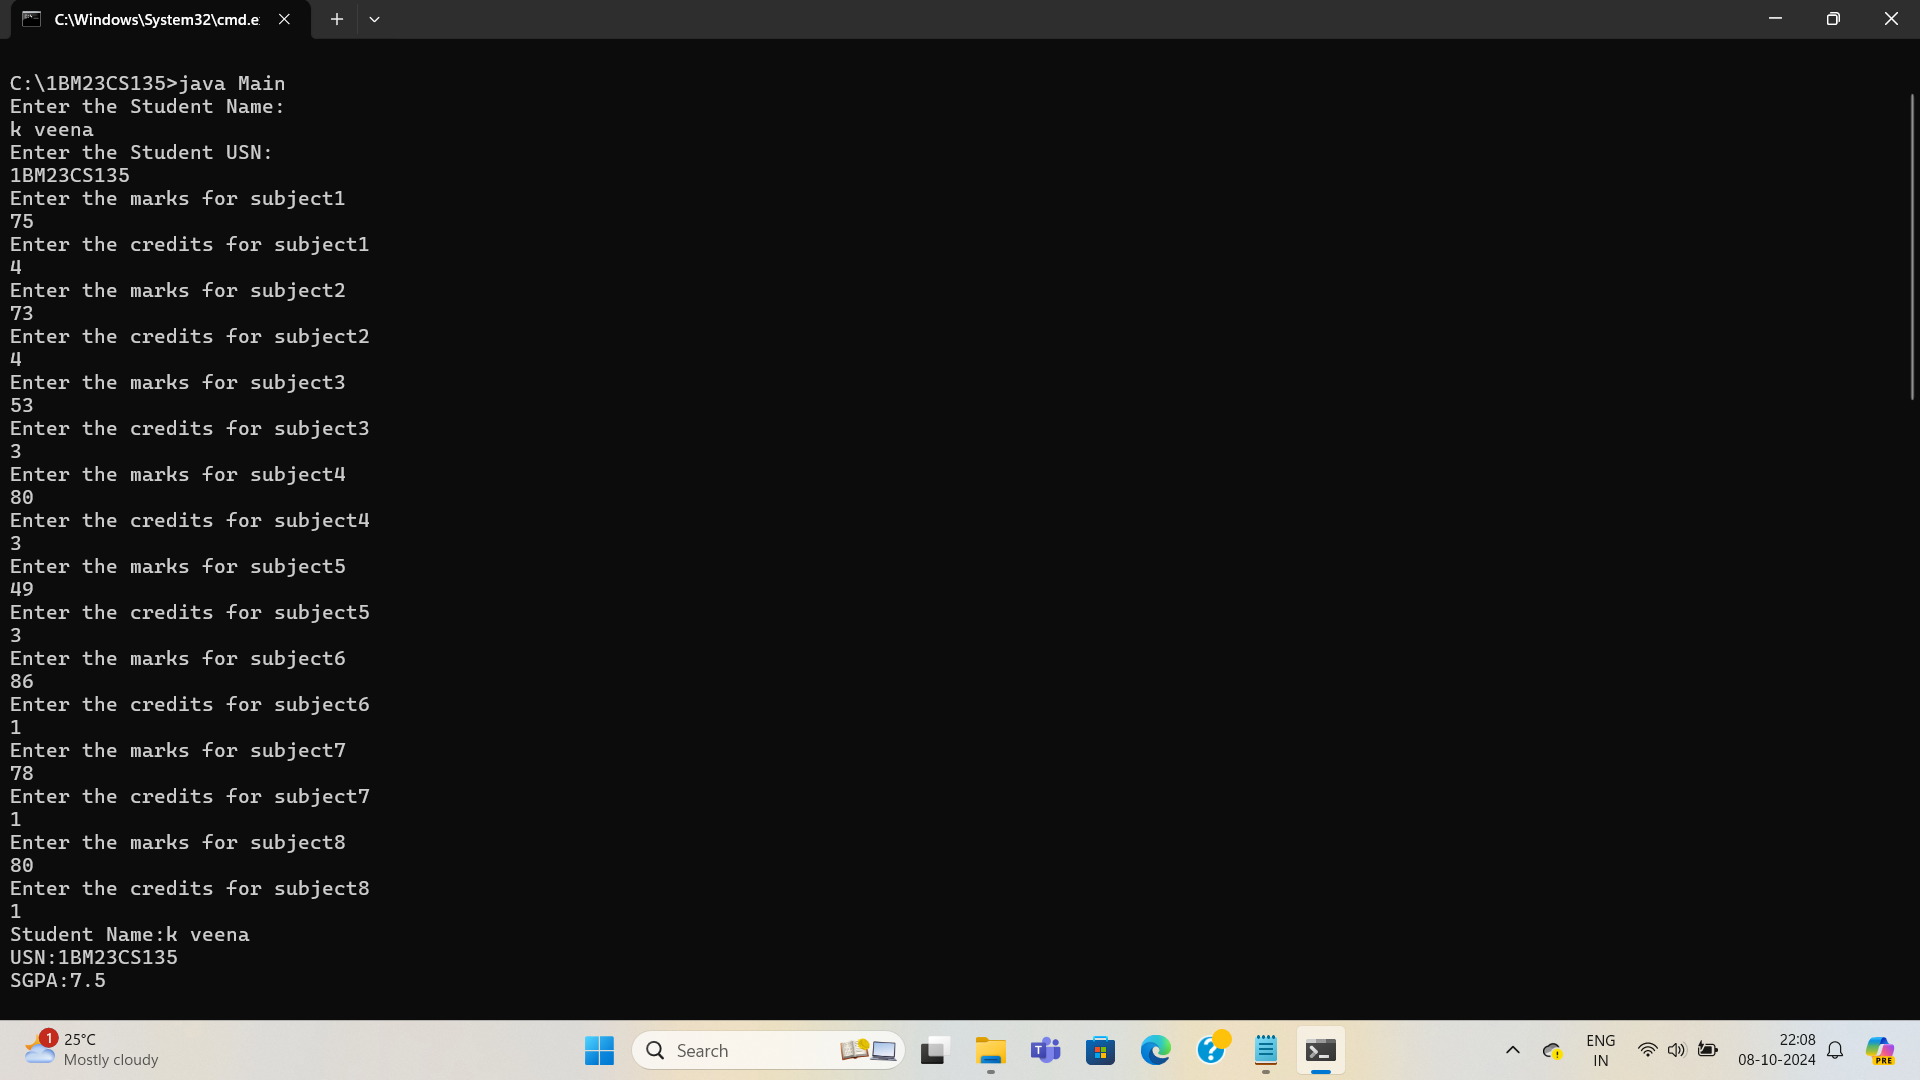 C:\Windows\System32\cmd.e
C:\1BM23CS135>java Main
Enter the Student Name:
k veena
Enter the Student USN:
1BM23CS135
Enter the marks for subject1
75
Enter the credits for subject1
4
Enter the marks for subject2
73
Enter the credits for subject2
4
Enter the marks for subject3
53
Enter the credits for subject3
3
Enter the marks for subject4
80
Enter the credits for subject4
3
Enter the marks for subject5
49
Enter the credits for subject5
3
Enter the marks for subject6
86
Enter the credits for subject6
1
Enter the marks for subject7
78
Enter the credits for subject7
1
Enter the marks for subject8
80
Enter the credits for subject8
1
Student Name:k veena
USN:1BM23CS135
SGPA:7.5
1
25°C
Mostly cloudy
Search
ENG
IN
22:08
08-10-2024
PRE